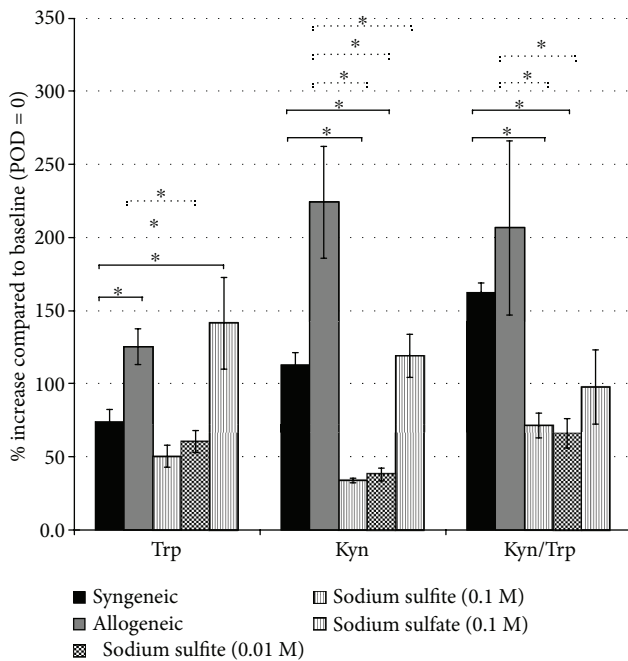 % increase compared to baseline (POD = 0)
350
300
250
200
150
100
50
0.0
* * * *
* * * * *
* * * *
Trp Kyn Kyn/Trp
Syngeneic
Allogeneic
Sodium sulfite (0.01 M)
Sodium sulfite (0.1 M)
Sodium sulfate (0.1 M)